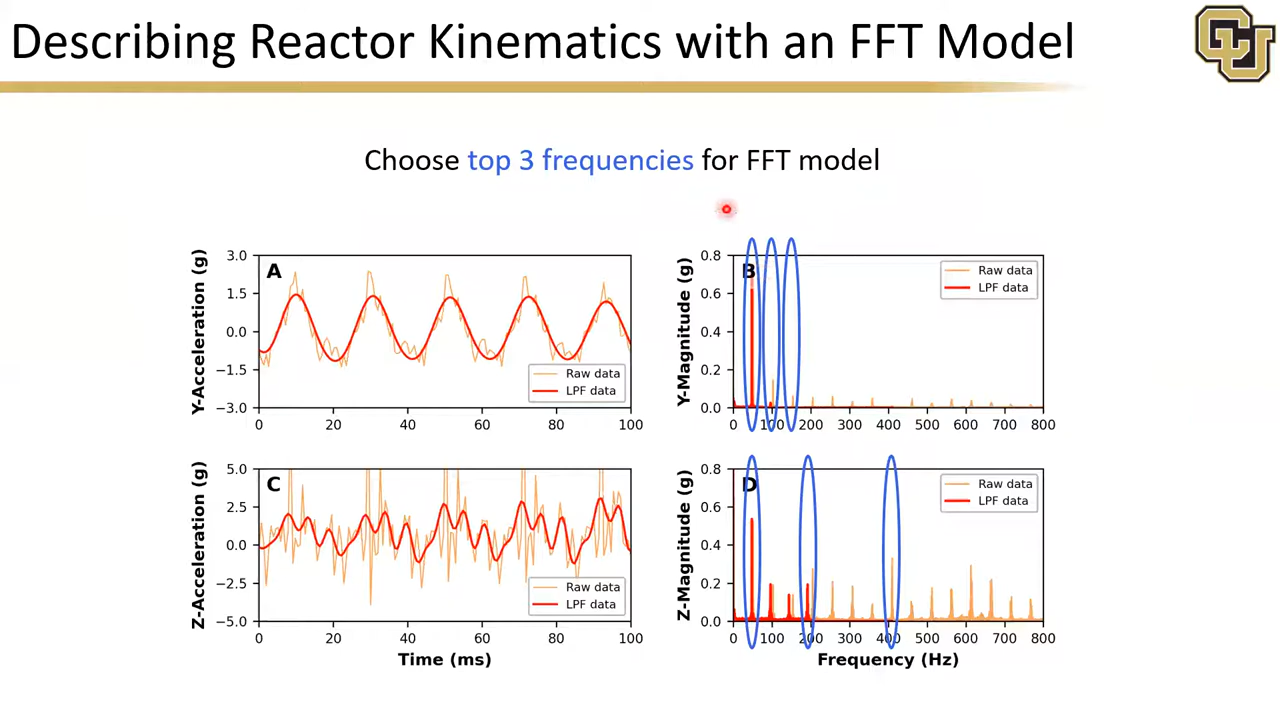 Describing Reactor Kinematics with an FFT Model
CU
Choose top 3 frequencies for FFT model
Y-Acceleration (g)
3.0
1.5
0.0
−1.5
−3.0
A
Raw data
LPF data
0 20 40 60 80 100
Y-Magnitude (g)
0.8
0.6
0.4
0.2
0.0
B
Raw data
LPF data
0 100 200 300 400 500 600 700 800
Z-Acceleration (g)
5.0
2.5
0.0
−2.5
−5.0
C
Raw data
LPF data
0 20 40 60 80 100
Time (ms)
Z-Magnitude (g)
0.8
0.6
0.4
0.2
0.0
D
Raw data
LPF data
0 100 200 300 400 500 600 700 800
Frequency (Hz)